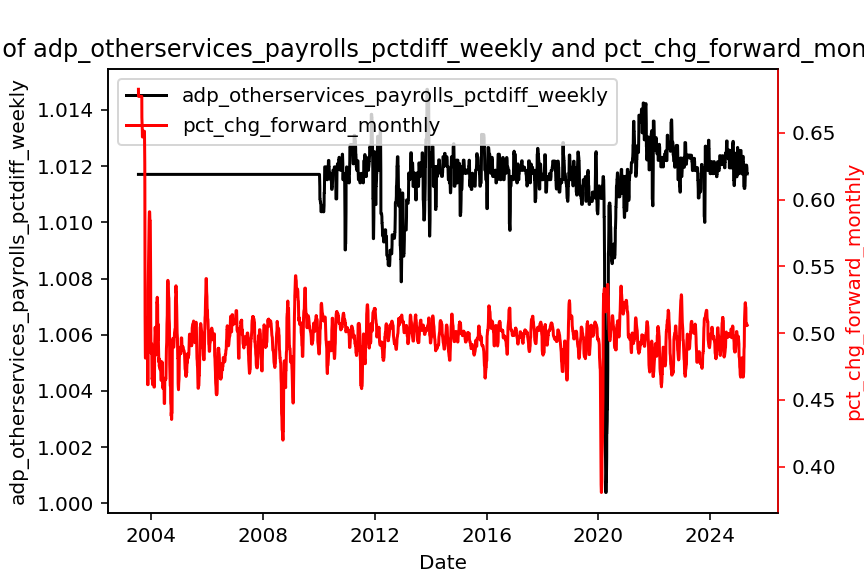 of adp_otherservices_payrolls_pctdiff_weekly and pct_chg_forward_mon
adp_otherservices_payrolls_pctdiff_weekly
pct_chg_forward_monthly
adp_otherservices_payrolls_pctdiff_weekly
1.014
1.012
1.010
1.008
1.006
1.004
1.002
1.000
0.65
0.60
0.55
0.50
0.45
0.40
pct_chg_forward_monthly
2004 2008 2012 2016 2020 2024
Date